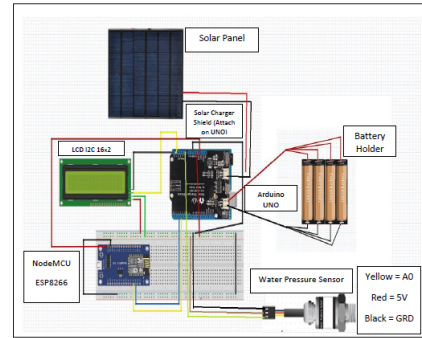 Solar Panel
Solar Charger
Shield (Attach
on UNO)
Battery
Holder
LCD I2C 16x2
Arduino
UNO
NodeMCU
ESP8266
Water Pressure Sensor
Yellow = A0
Red = 5V
Black = GRD